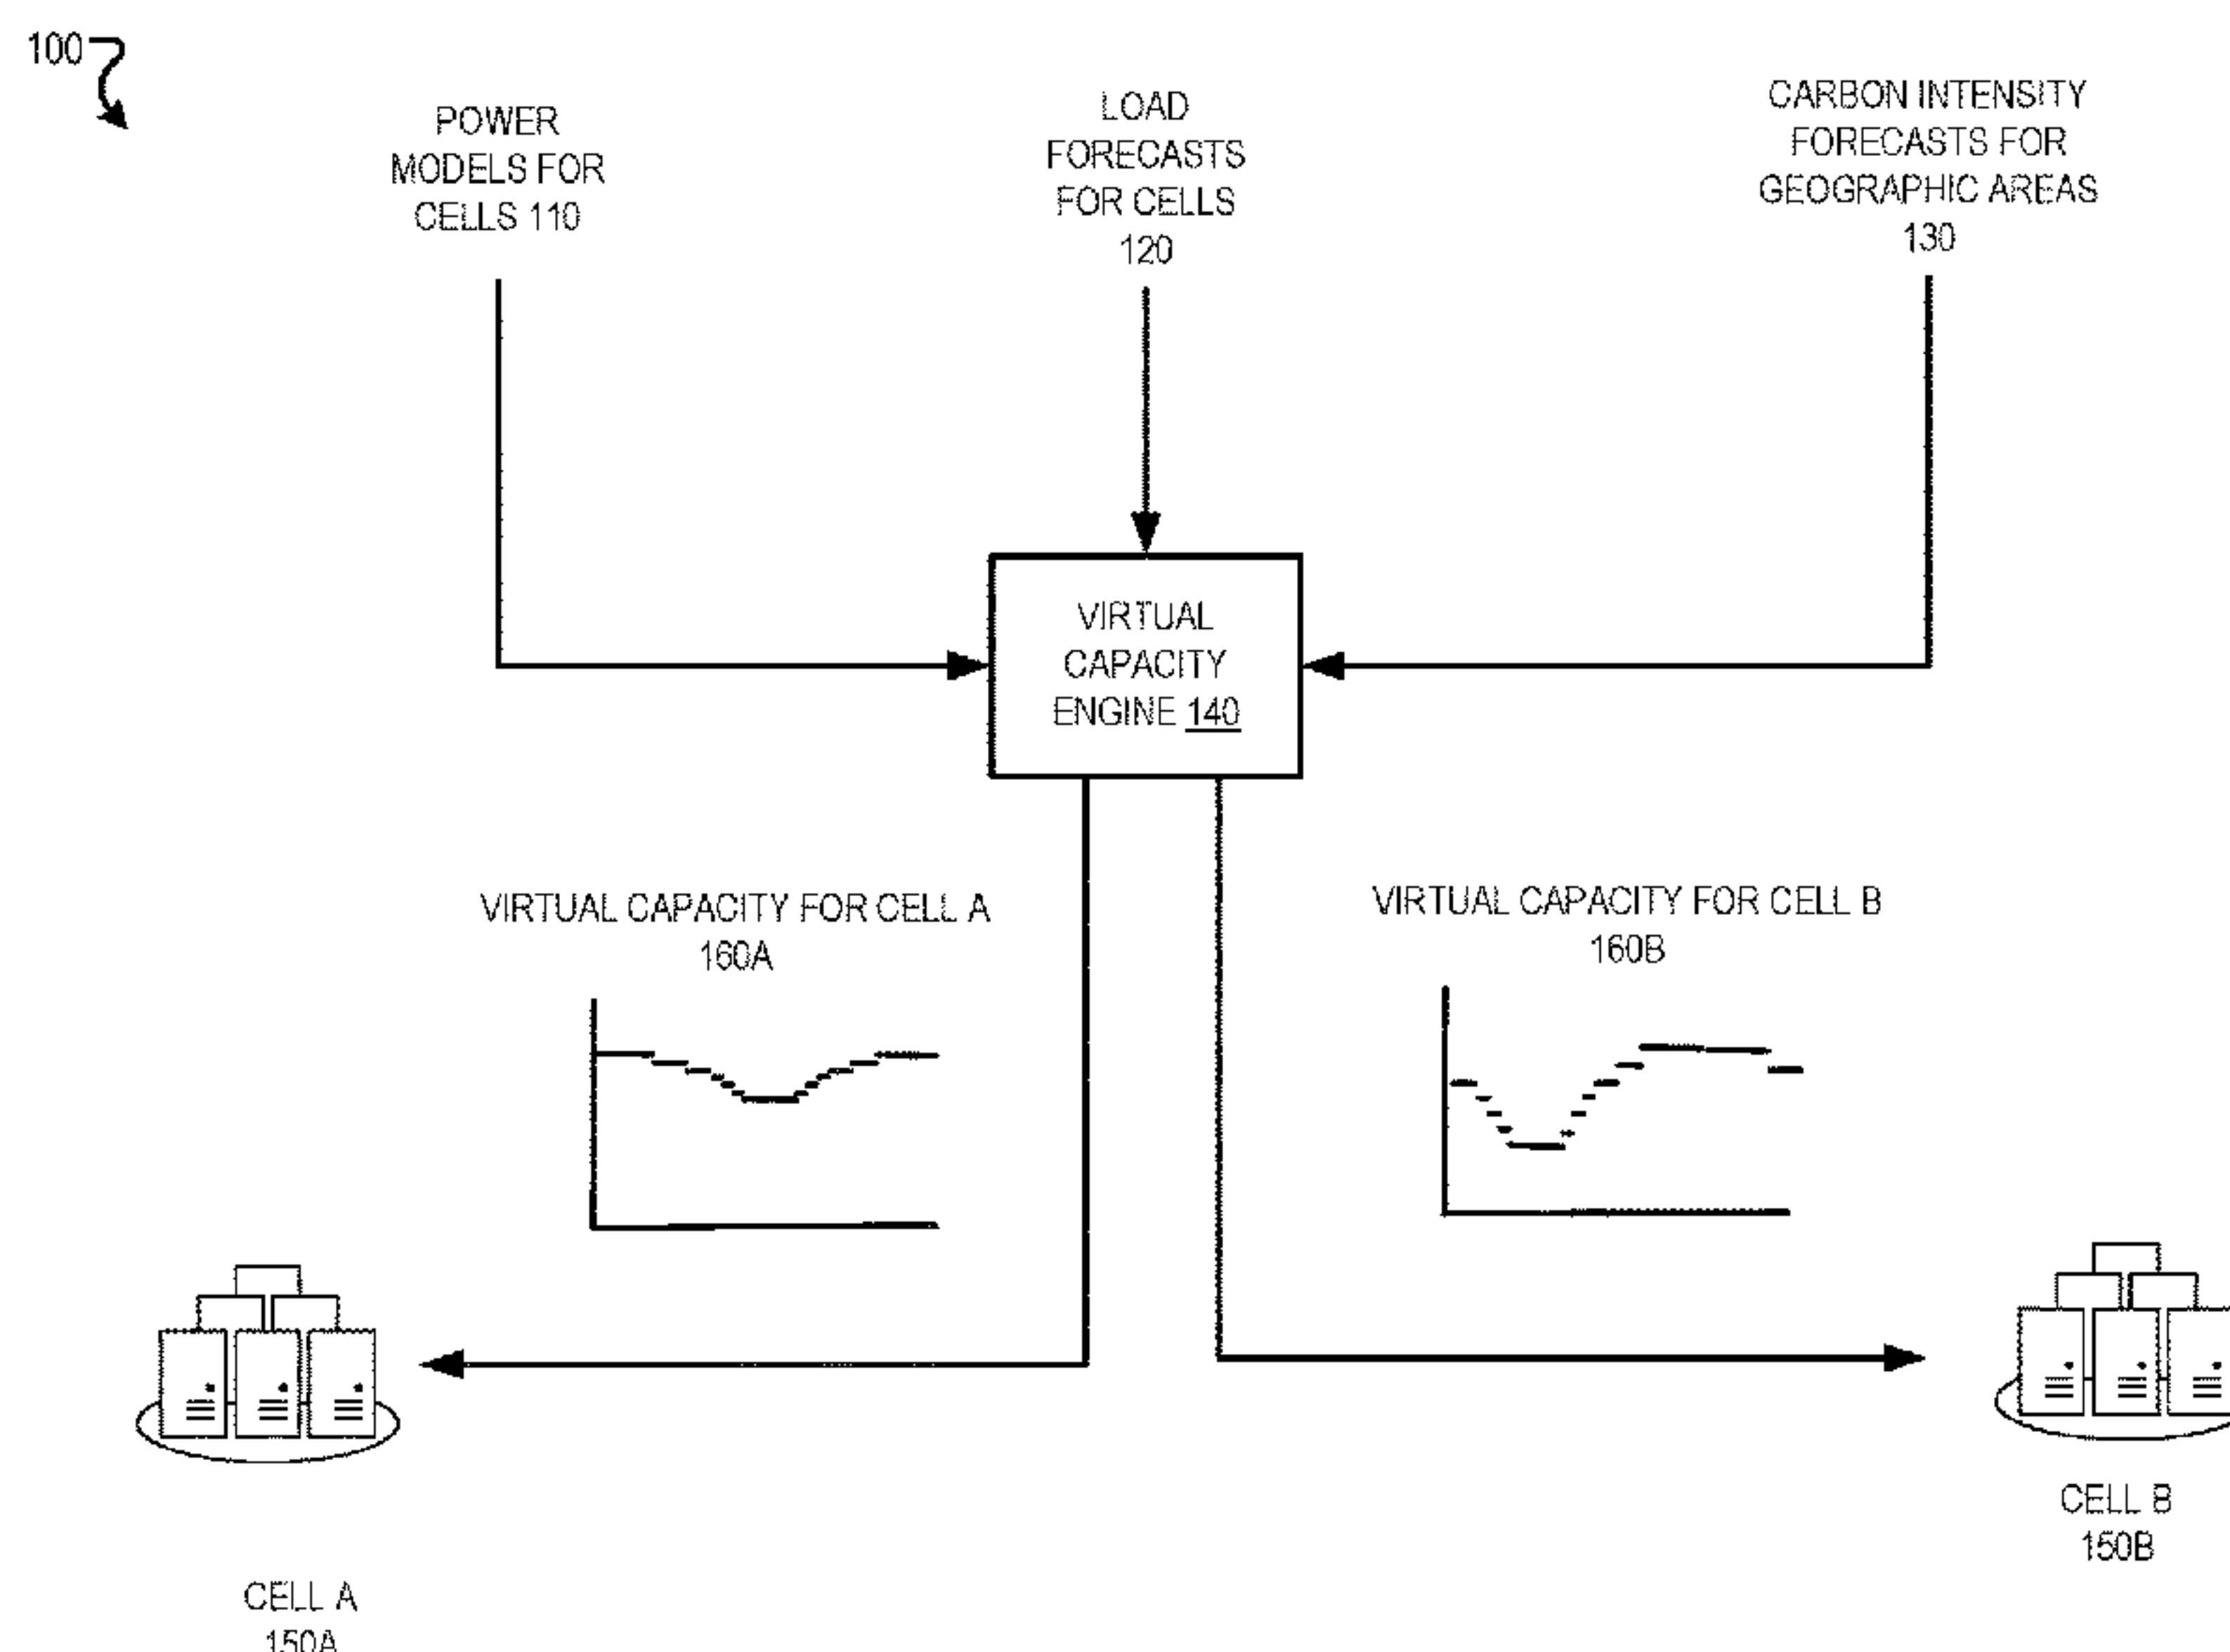 100
POWER
MODELS FOR
CELLS 110
LOAD
FORECASTS
FOR CELLS
120
CARBON INTENSITY
FORECASTS FOR
GEOGRAPHIC AREAS
130
VIRTUAL
CAPACITY
ENGINE 140
VIRTUAL CAPACITY FOR CELL A
160A
VIRTUAL CAPACITY FOR CELL B
160B
CELL A
150A
CELL B
150B